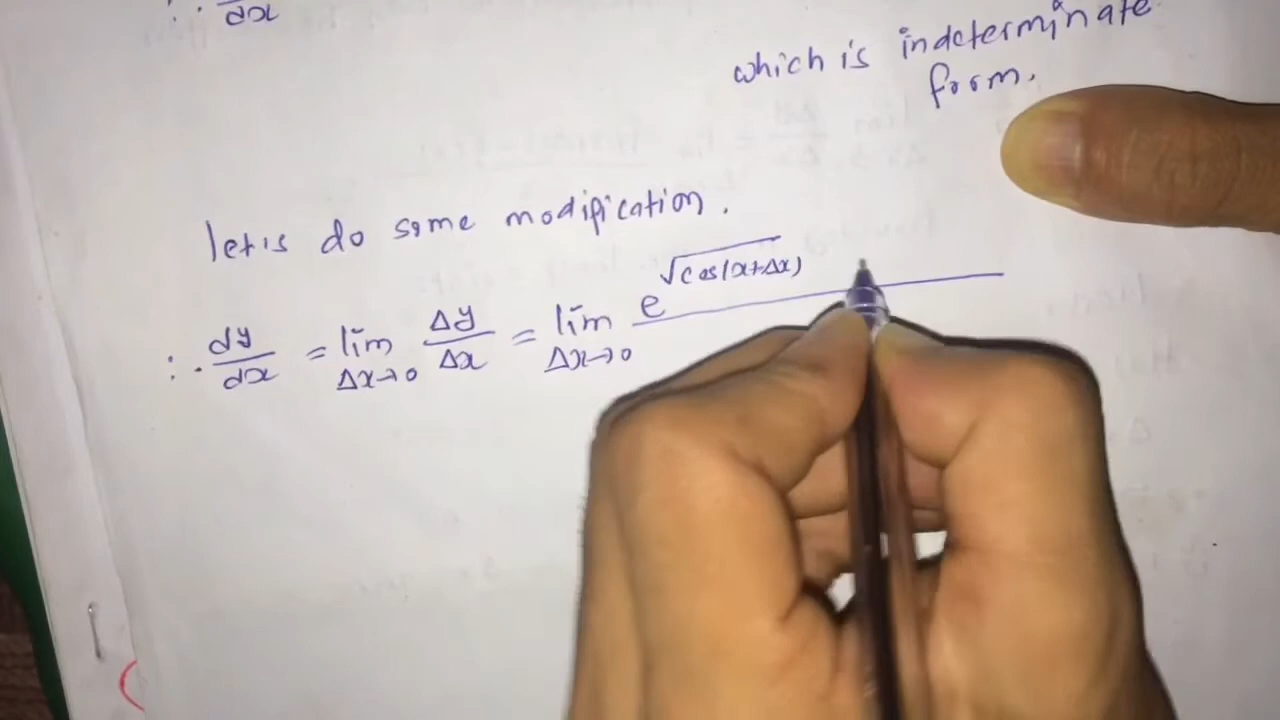 ∴ dx
which is indeterminate
form.
let's do some modification.
∴ dy/dx = lim Δx→0 Δy/Δx = lim Δx→0 e^√cos(x+Δx)